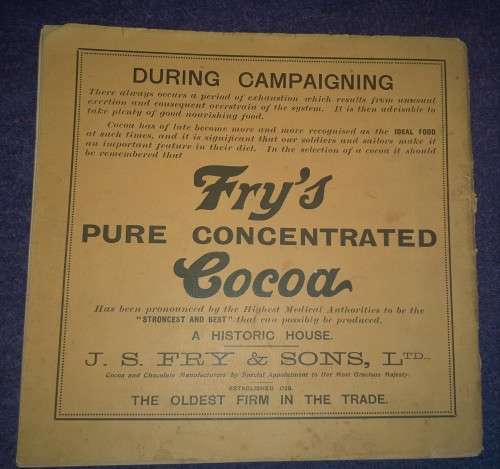 DURING CAMPAIGNING
There always occurs a period of exhaustion which results from unusual
exertion and consequent overstrain of the system. It is then advisable to
take plenty of good nourishing food.
Cocoa has of late become more and more recognised as the IDEAL FOOD
at such times, and it is significant that our soldiers and sailors make it
an important feature in their diet. In the selection of a cocoa it should
be remembered that
Fry's
PURE CONCENTRATED
Cocoa
Has been pronounced by the Highest Medical Authorities to be the
"STRONGEST AND BEST" that can possibly be produced.
A HISTORIC HOUSE.
J. S. FRY & SONS, LTD.,
Cocoa and Chocolate Manufacturers by Special Appointment to Her Most Gracious Majesty.
ESTABLISHED 1728.
THE OLDEST FIRM IN THE TRADE.